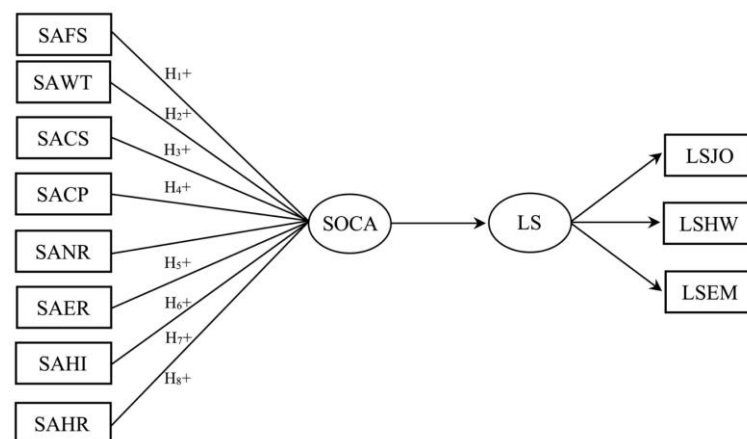 SAFS
SAWT
SACS
SACP
SANR
SAER
SAHI
SAHR
H₁+
H₂+
H₃+
H₄+
H₅+
H₆+
H₇+
H₈+
SOCA
LS
LSJO
LSHW
LSEM